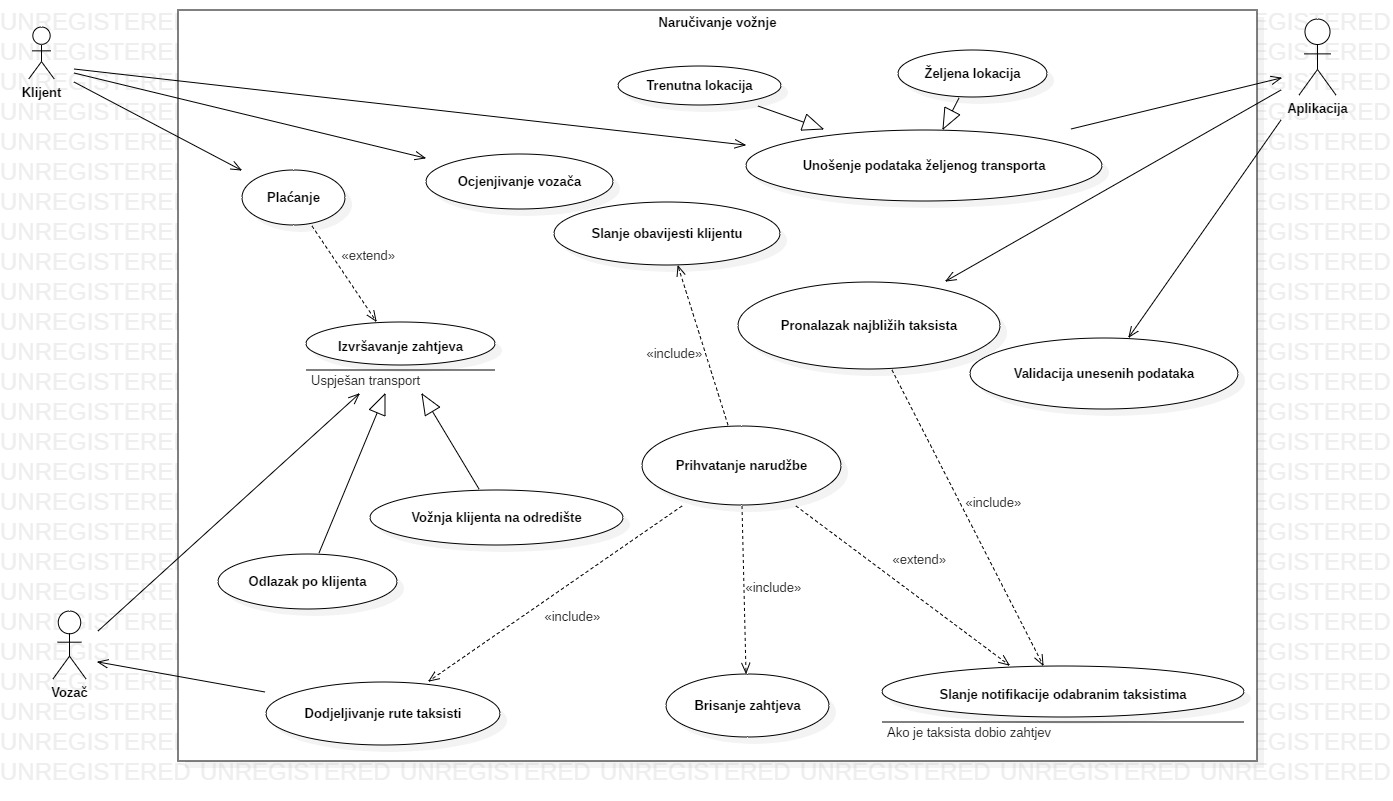 Naručivanje vožnje
Klijent
Aplikacija
Trenutna lokacija
Željena lokacija
Unošenje podataka željenog transporta
Ocjenjivanje vozača
Plaćanje
Slanje obavijesti klijentu
«extend»
Pronalazak najbližih taksista
Izvršavanje zahtjeva
Uspješan transport
«include»
Validacija unesenih podataka
Prihvatanje narudžbe
«include»
Vožnja klijenta na odredište
«extend»
Odlazak po klijenta
«include»
«include»
Vozač
Dodjeljivanje rute taksisti
Brisanje zahtjeva
Slanje notifikacije odabranim taksistima
Ako je taksista dobio zahtjev
UNREGISTERED UNREGISTERED UNREGISTERED UNREGISTERED UNREGISTERED UNREGISTERED UNREGISTERED